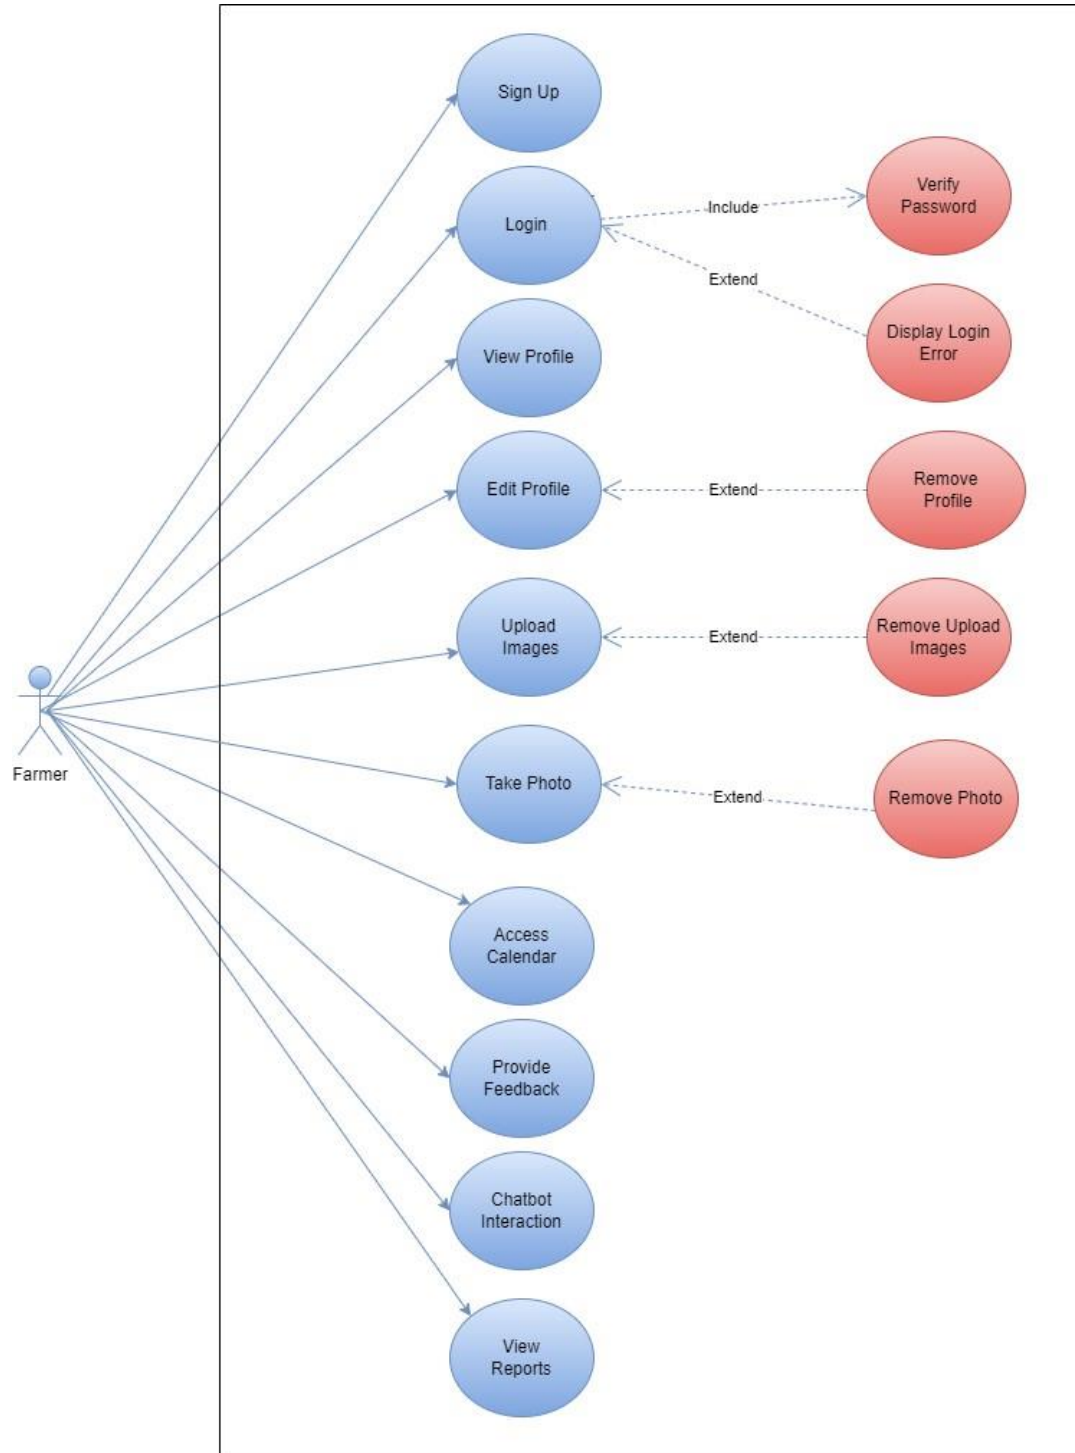 Sign Up
Login
Include
Verify
Password
Extend
Display Login
Error
View Profile
Edit Profile
Extend
Remove
Profile
Upload
Images
Extend
Remove Upload
Images
Farmer
Take Photo
Extend
Remove Photo
Access
Calendar
Provide
Feedback
Chatbot
Interaction
View
Reports